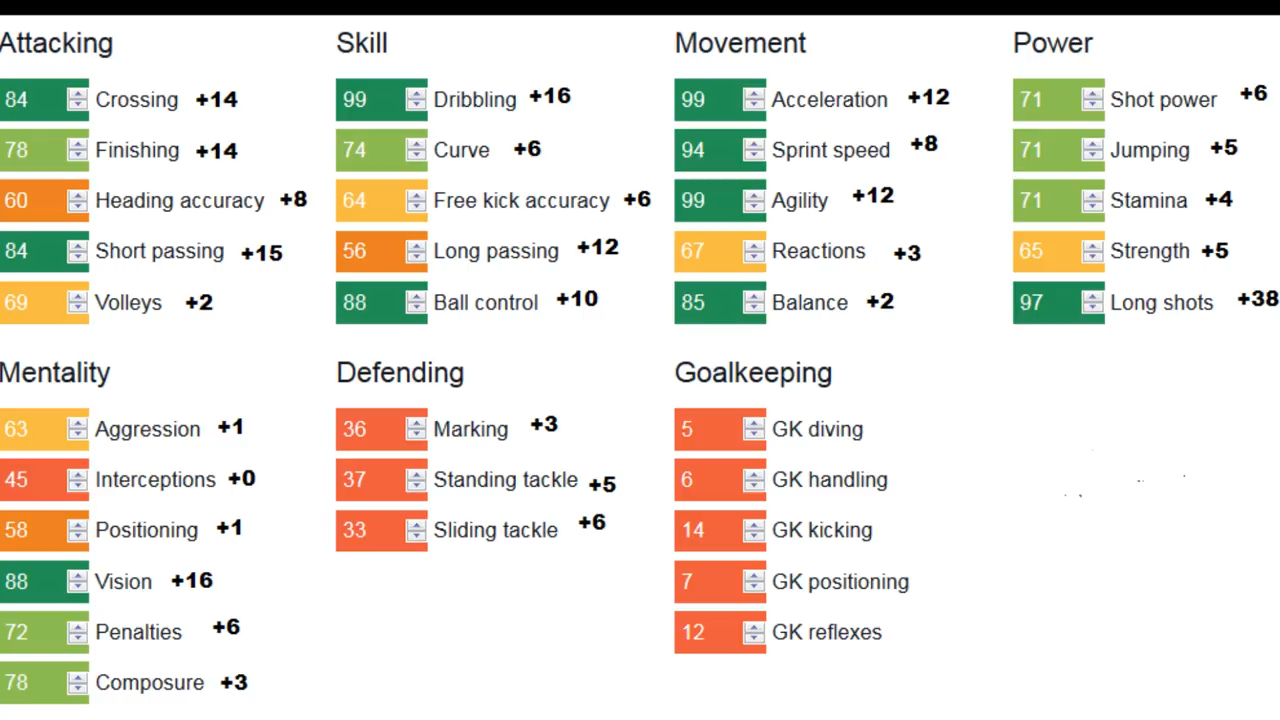 Attacking
84 Crossing +14
78 Finishing +14
60 Heading accuracy +8
84 Short passing +15
69 Volleys +2
Skill
99 Dribbling +16
74 Curve +6
64 Free kick accuracy +6
56 Long passing +12
88 Ball control +10
Movement
99 Acceleration +12
94 Sprint speed +8
99 Agility +12
67 Reactions +3
85 Balance +2
Power
71 Shot power +6
71 Jumping +5
71 Stamina +4
65 Strength +5
97 Long shots +38
Mentality
63 Aggression +1
45 Interceptions +0
58 Positioning +1
88 Vision +16
72 Penalties +6
78 Composure +3
Defending
36 Marking +3
37 Standing tackle +5
33 Sliding tackle +6
Goalkeeping
5 GK diving
6 GK handling
14 GK kicking
7 GK positioning
12 GK reflexes